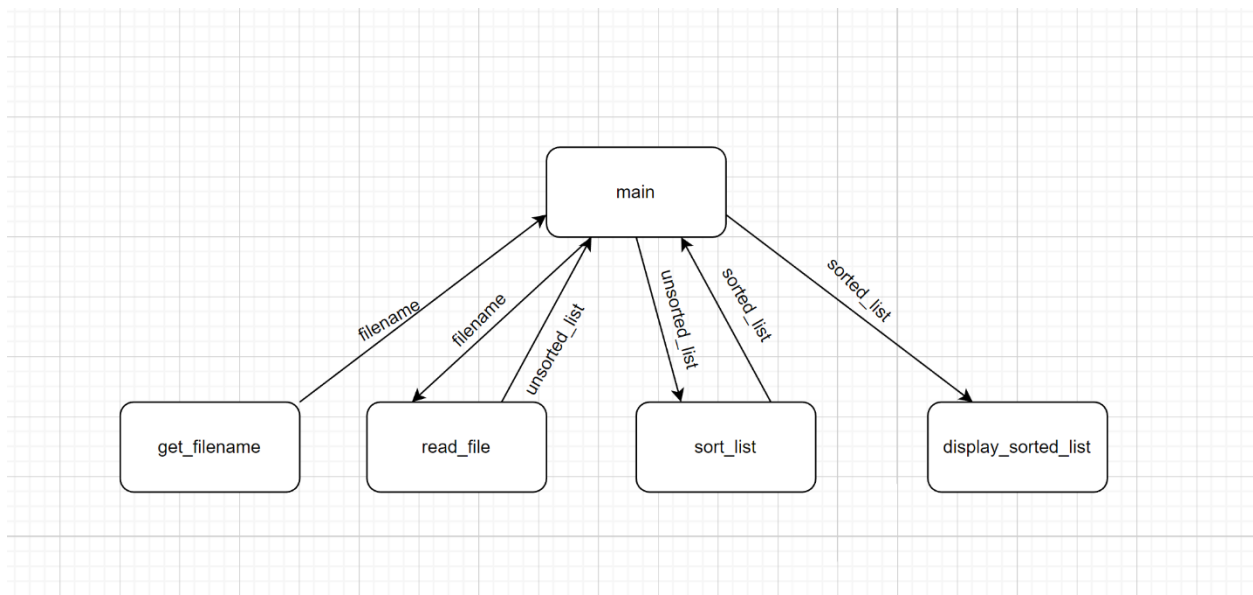 main
filename
filename
unsorted_list
unsorted_list
sorted_list
sorted_list
get_filename
read_file
sort_list
display_sorted_list